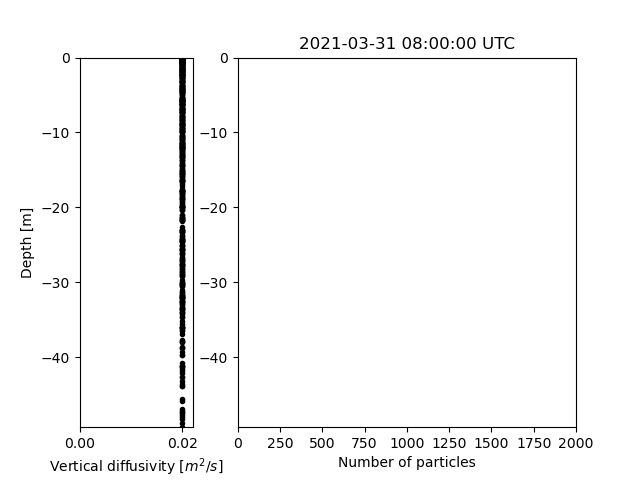 2021-03-31 08:00:00 UTC
Depth [m]
0
−10
−20
−30
−40
0.00 0.02
Vertical diffusivity [m²/s]
0
−10
−20
−30
−40
0 250 500 750 1000 1250 1500 1750 2000
Number of particles